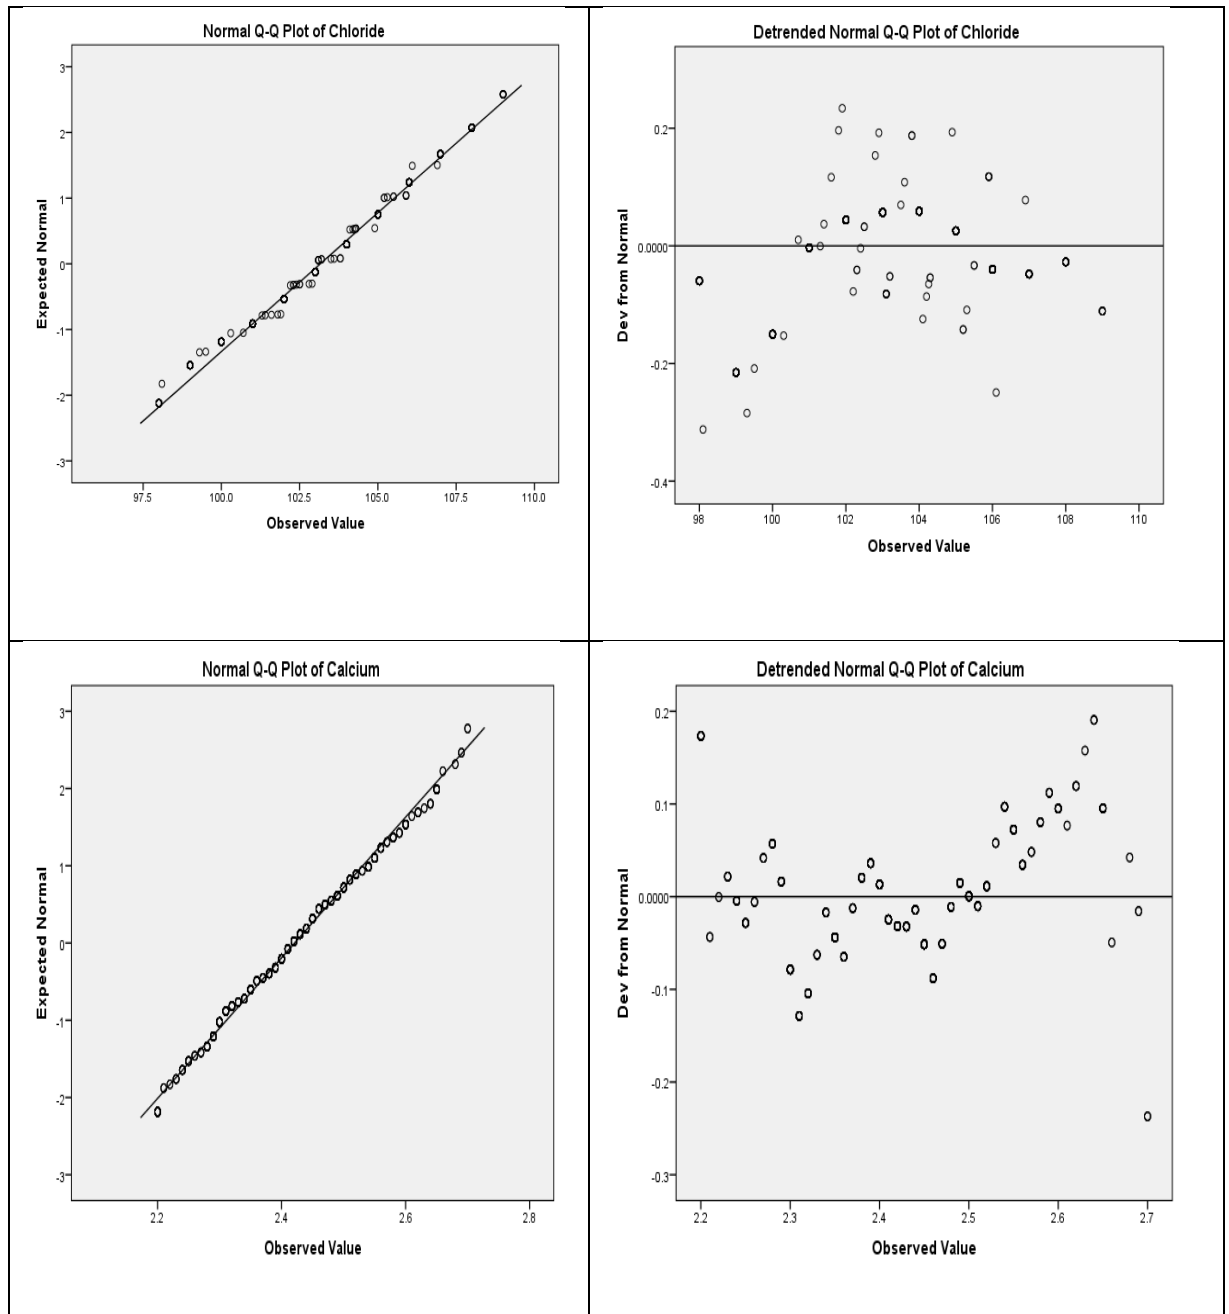 Normal Q-Q Plot of Chloride
3
2
1
0
-1
-2
-3
Expected Normal
97.5 100.0 102.5 105.0 107.5 110.0
Observed Value
Detrended Normal Q-Q Plot of Chloride
0.2
0.0000
-0.2
-0.4
Dev from Normal
98 100 102 104 106 108 110
Observed Value
Normal Q-Q Plot of Calcium
3
2
1
0
-1
-2
-3
Expected Normal
2.2 2.4 2.6 2.8
Observed Value
Detrended Normal Q-Q Plot of Calcium
0.2
0.1
0.0000
-0.1
-0.2
-0.3
Dev from Normal
2.2 2.3 2.4 2.5 2.6 2.7
Observed Value